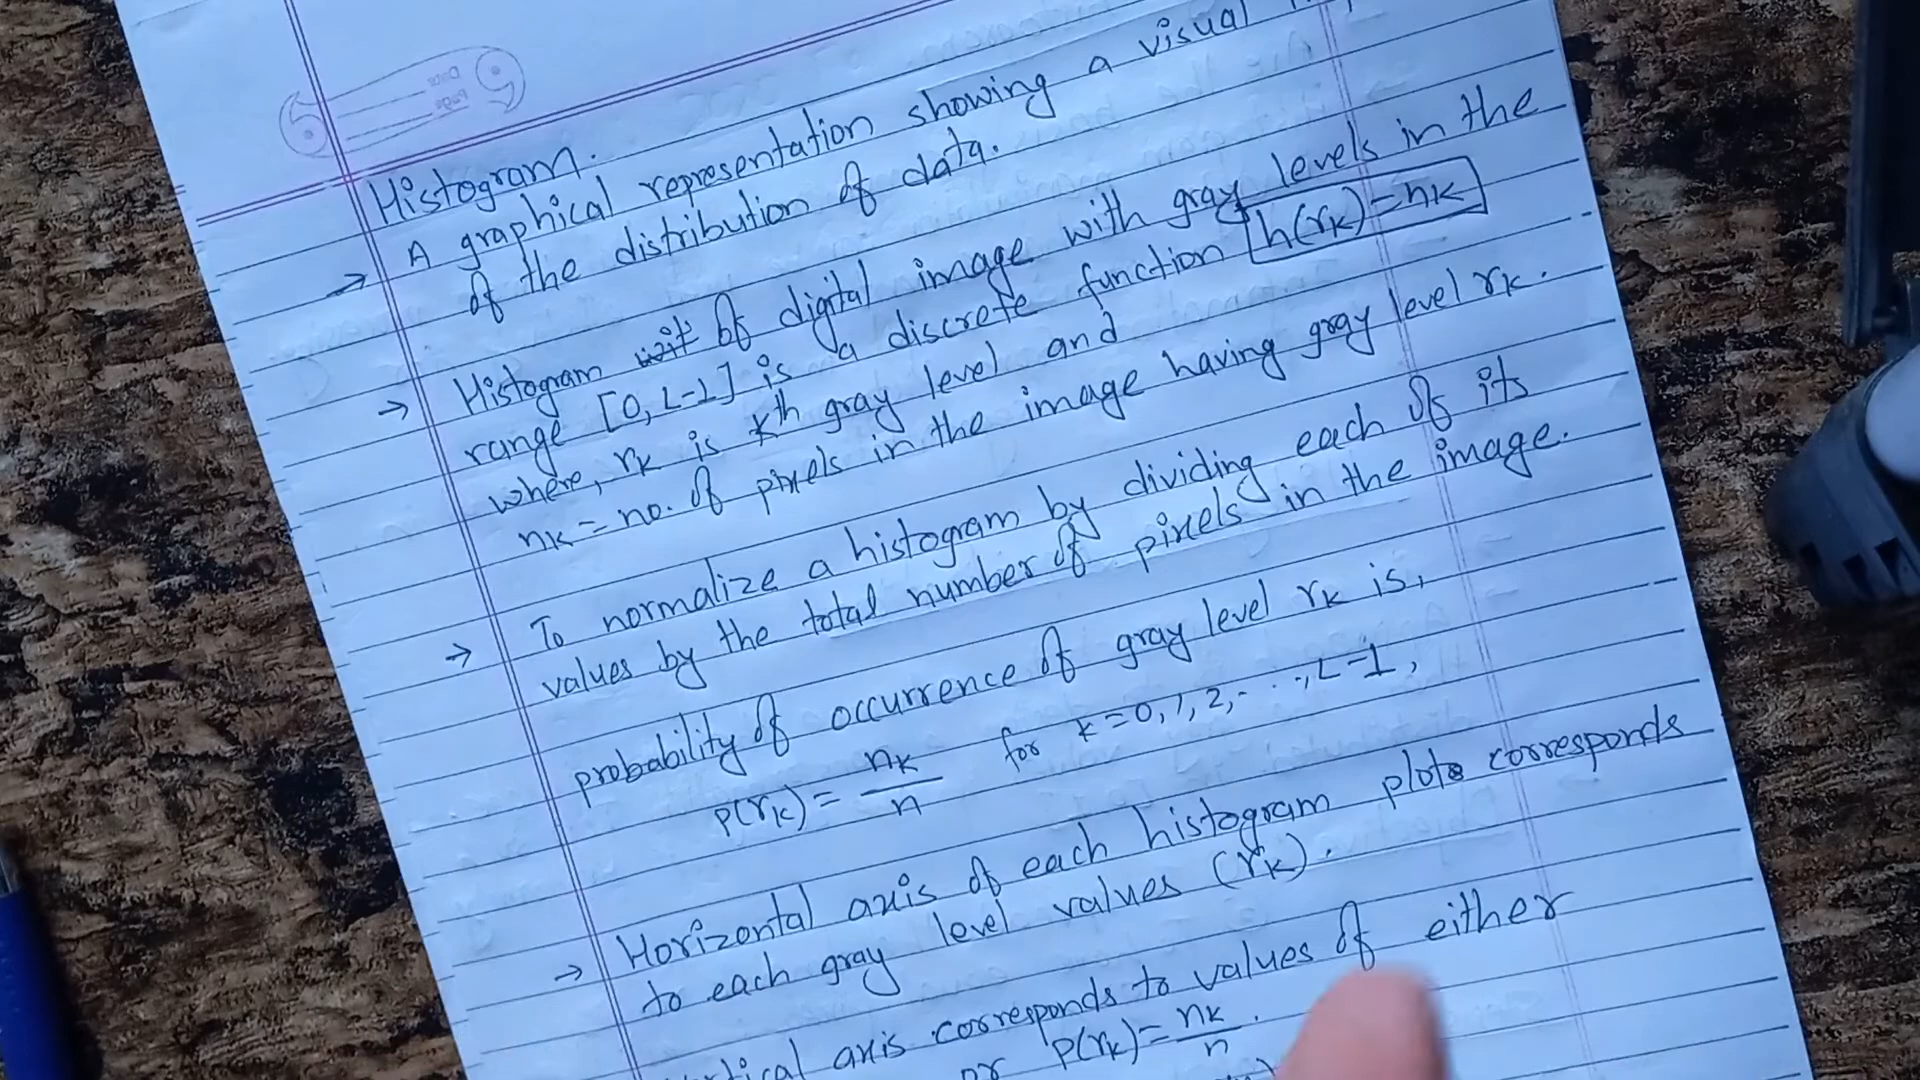 Histogram.
→ A graphical representation showing a visual
of the distribution of data.
→ Histogram of digital image with gray levels in the
range [0, L-1] is a discrete function h(rk) = nk
where, rk is kth gray level and
nk = no. of pixels in the image having gray level rk.
→ To normalize a histogram by dividing each of its
values by the total number of pixels in the image.
probability of occurrence of gray level rk is,
p(rk) = nk/n for k = 0, 1, 2, . . ., L-1,
→ Horizontal axis of each histogram plot corresponds
to each gray level values (rk).
axis corresponds to values of either
or p(rk) = nk/n.